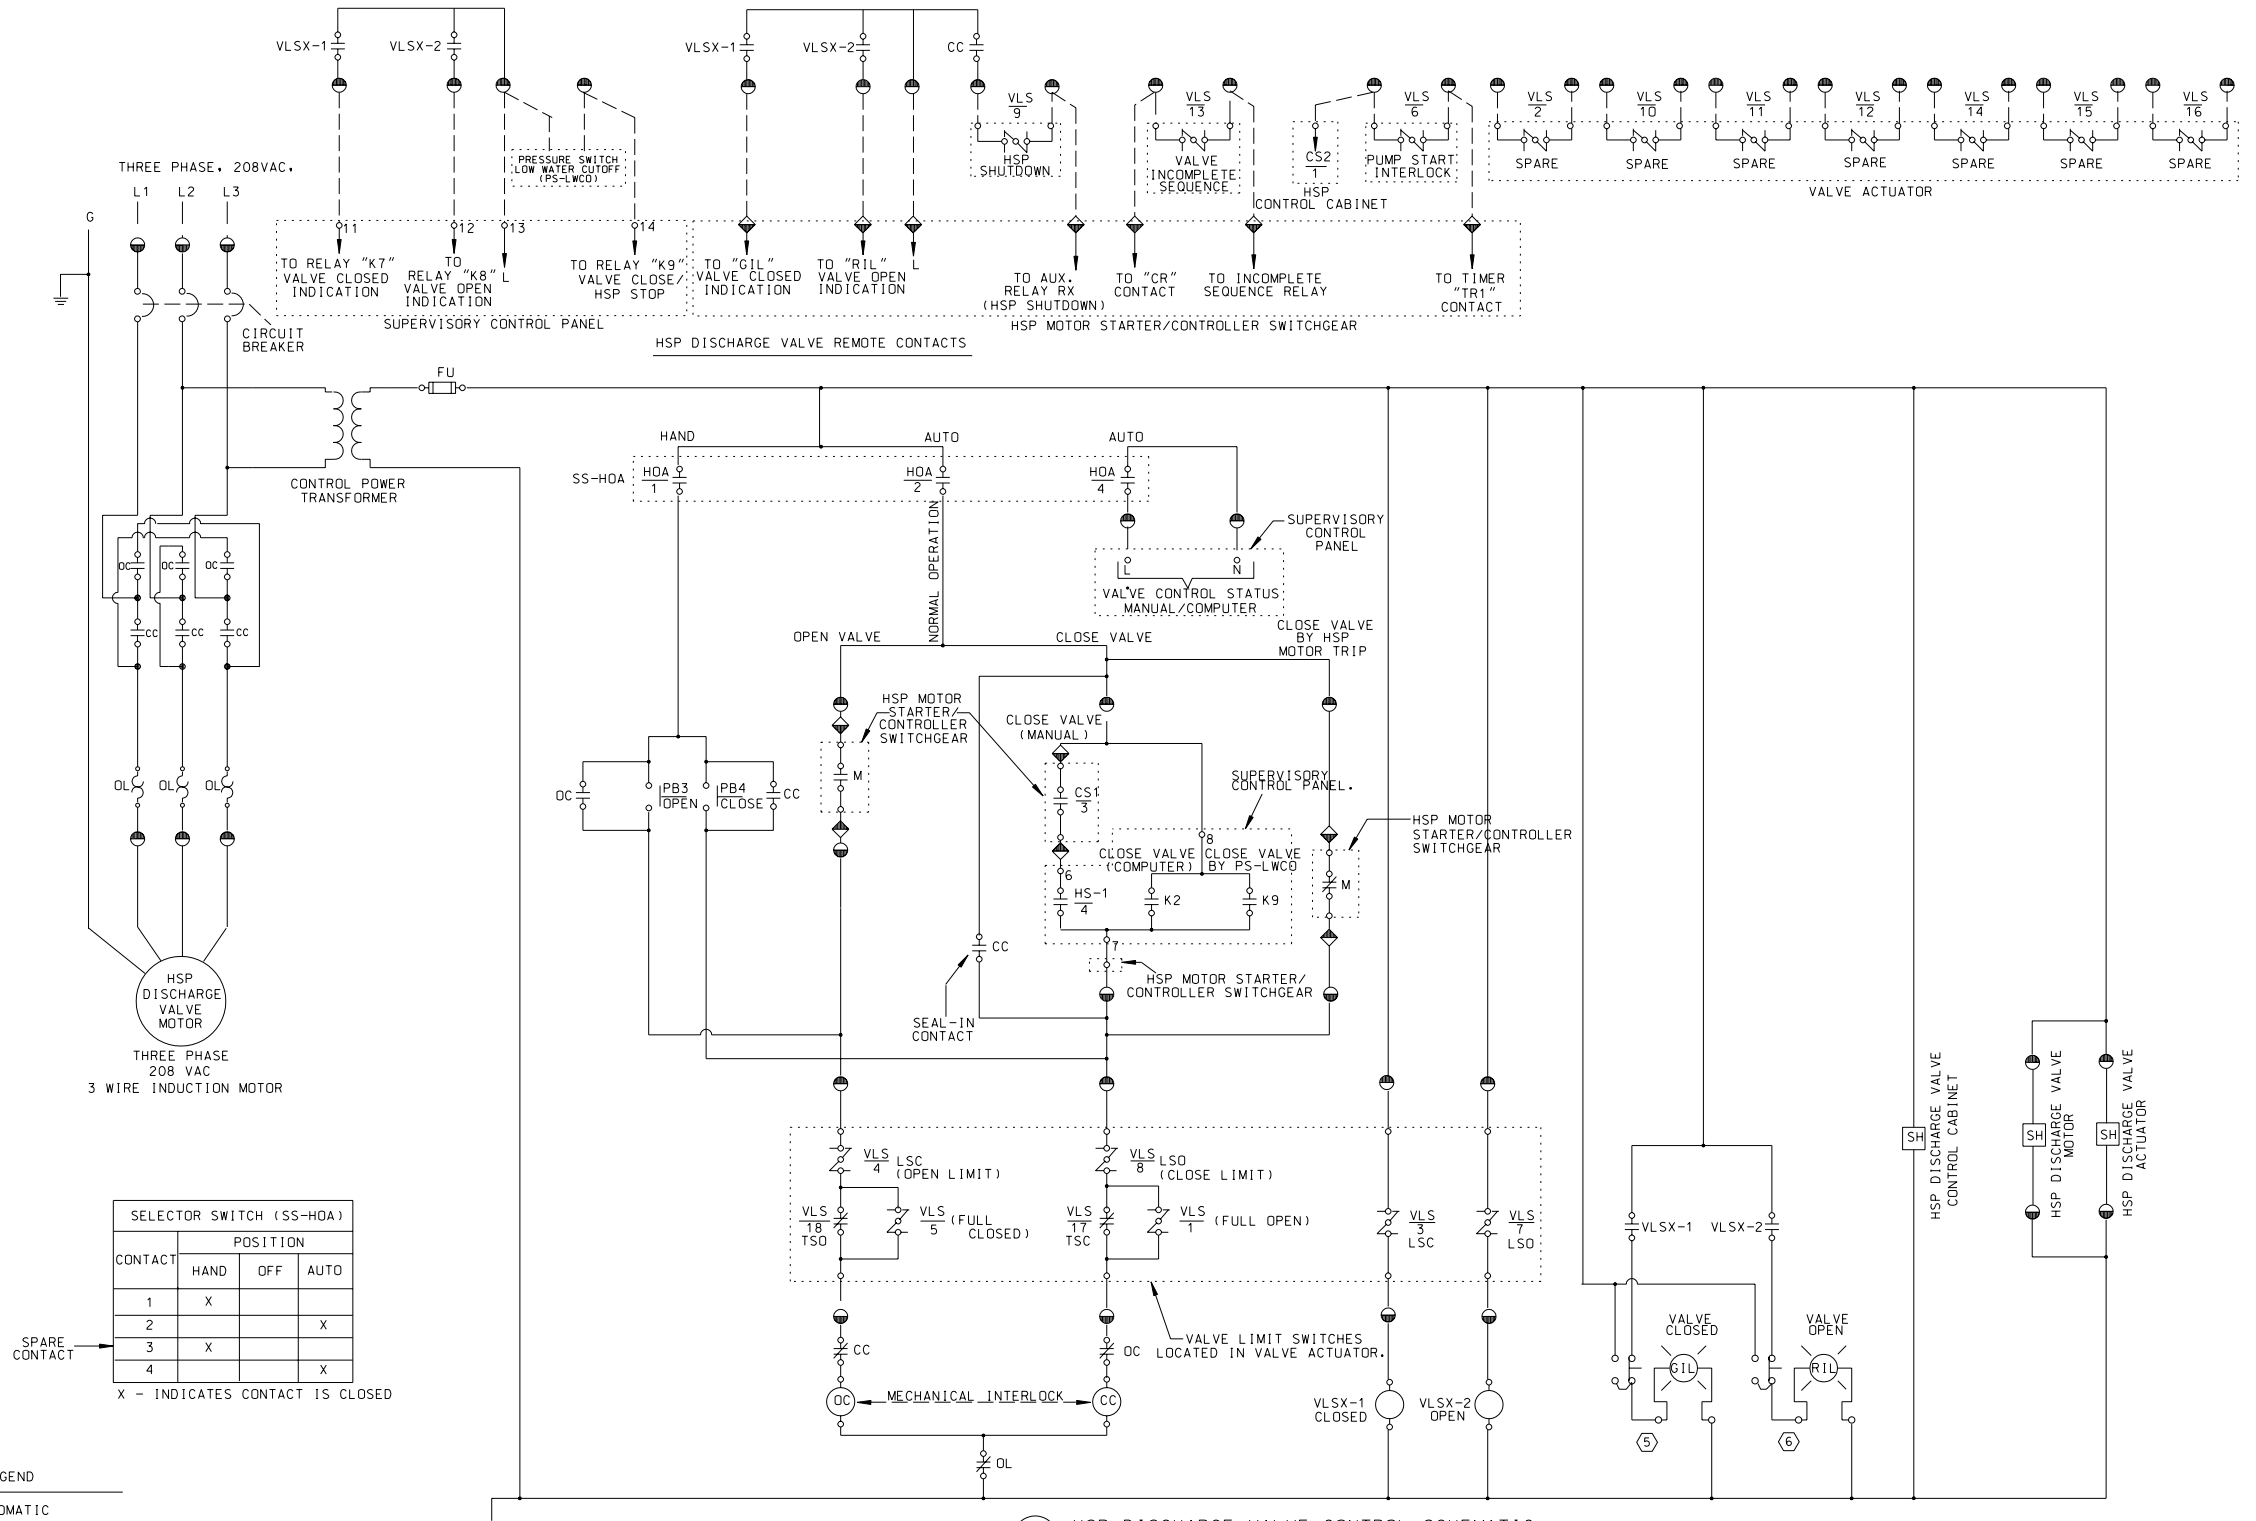 VLSX-1
VLSX-2
VLSX-1
VLSX-2
CC
VLS
9
HSP
SHUTDOWN
VLS
13
VALVE
INCOMPLETE
SEQUENCE
CS2
1
HSP
CONTROL CABINET
VLS
6
PUMP START
INTERLOCK
VLS
2
SPARE
VLS
10
SPARE
VLS
11
SPARE
VLS
12
SPARE
VLS
14
SPARE
VLS
15
SPARE
VLS
16
SPARE
VALVE ACTUATOR
PRESSURE SWITCH
LOW WATER CUTOFF
(PS-LWCO)
THREE PHASE, 208VAC,
L1
L2
L3
G
11
12
13
14
TO RELAY "K7"
VALVE CLOSED
INDICATION
TO
RELAY "K8"
VALVE OPEN
INDICATION
L
TO RELAY "K9"
VALVE CLOSE/
HSP STOP
SUPERVISORY CONTROL PANEL
TO "GIL"
VALVE CLOSED
INDICATION
TO "RIL"
VALVE OPEN
INDICATION
L
TO AUX.
RELAY RX
(HSP SHUTDOWN)
TO "CR"
CONTACT
TO INCOMPLETE
SEQUENCE RELAY
TO TIMER
"TR1"
CONTACT
HSP MOTOR STARTER/CONTROLLER SWITCHGEAR
HSP DISCHARGE VALVE REMOTE CONTACTS
CIRCUIT
BREAKER
FU
CONTROL POWER
TRANSFORMER
HAND
AUTO
AUTO
SS-HOA
HOA
1
HOA
2
HOA
4
NORMAL OPERATION
SUPERVISORY
CONTROL
PANEL
L
N
VALVE CONTROL STATUS
MANUAL/COMPUTER
OC
OC
OC
CC
CC
CC
OPEN VALVE
CLOSE VALVE
CLOSE VALVE
BY HSP
MOTOR TRIP
HSP MOTOR
STARTER/
CONTROLLER
SWITCHGEAR
CLOSE VALVE
(MANUAL)
OL
OL
OL
OC
PB3
OPEN
PB4
CLOSE
CC
M
CS1
3
SUPERVISORY
CONTROL PANEL.
8
HSP MOTOR
STARTER/CONTROLLER
SWITCHGEAR
CLOSE VALVE
(COMPUTER)
CLOSE VALVE
BY PS-LWCO
6
HS-1
4
K2
K9
M
CC
7
HSP MOTOR STARTER/
CONTROLLER SWITCHGEAR
SEAL-IN
CONTACT
HSP
DISCHARGE
VALVE
MOTOR
THREE PHASE
208 VAC
3 WIRE INDUCTION MOTOR
VLS
4
LSC
(OPEN LIMIT)
VLS
8
LSO
(CLOSE LIMIT)
VLS
18
TSO
VLS
5
(FULL
CLOSED)
VLS
17
TSC
VLS
1
(FULL OPEN)
VLS
3
LSC
VLS
7
LSO
SH
HSP DISCHARGE VALVE
CONTROL CABINET
SH
HSP DISCHARGE VALVE
MOTOR
SH
HSP DISCHARGE VALVE
ACTUATOR
VLSX-1
VLSX-2
SELECTOR SWITCH (SS-HOA)
CONTACT
POSITION
HAND OFF AUTO
1 X
2 X
3 X
4 X
X - INDICATES CONTACT IS CLOSED
SPARE
CONTACT
CC
OC
VALVE LIMIT SWITCHES
LOCATED IN VALVE ACTUATOR.
OC
MECHANICAL INTERLOCK
CC
VLSX-1
CLOSED
VLSX-2
OPEN
VALVE
CLOSED
GIL
VALVE
OPEN
RIL
5
6
OL
GEND
OMATIC